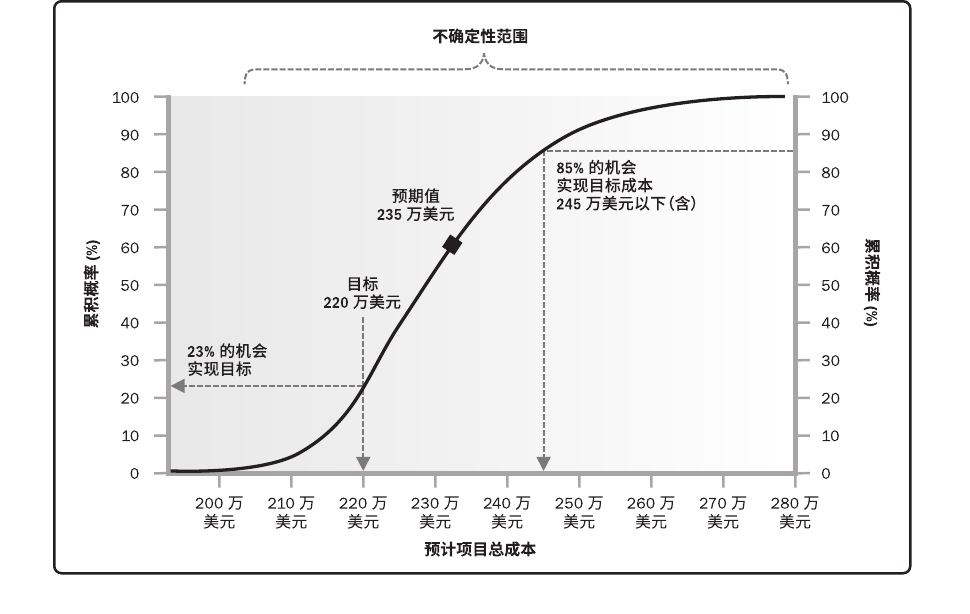 不确定性范围
100
90
80
70
60
50
40
30
20
10
0
累积概率 (%)
预期值
235 万美元
目标
220 万美元
23% 的机会
实现目标
85% 的机会
实现目标成本
245 万美元以下(含)
100
90
80
70
60
50
40
30
20
10
0
累积概率 (%)
200 万
美元
210 万
美元
220 万
美元
230 万
美元
240 万
美元
250 万
美元
260 万
美元
270 万
美元
280 万
美元
预计项目总成本